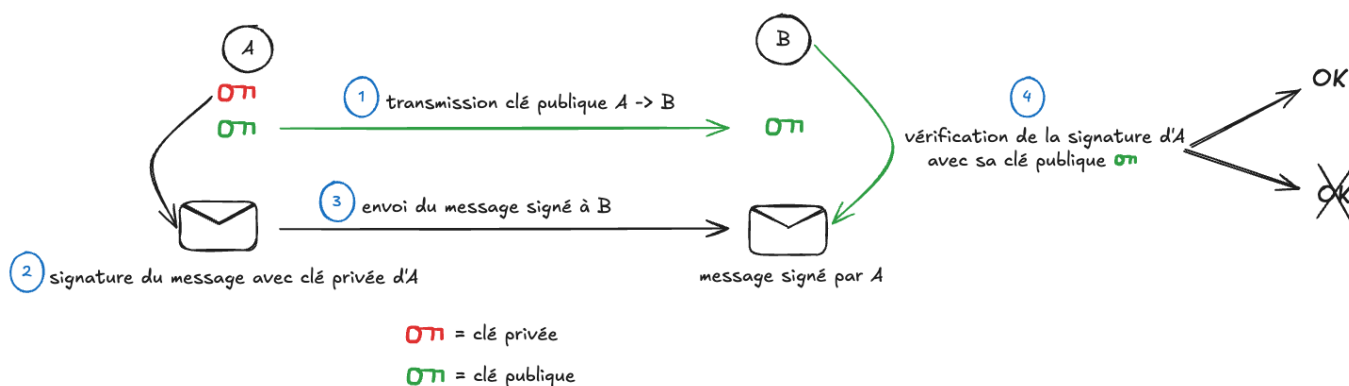 A
B
1
transmission clé publique A -> B
4
OK
vérification de la signature d'A
avec sa clé publique
OK
3
envoi du message signé à B
2
signature du message avec clé privée d'A
message signé par A
= clé privée
= clé publique